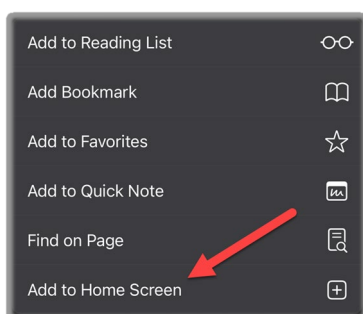 Add to Reading List
Add Bookmark
Add to Favorites
Add to Quick Note
Find on Page
Add to Home Screen